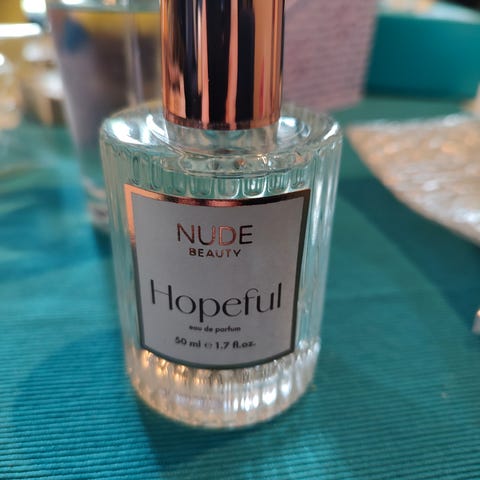 NUDE
BEAUTY
Hopeful
eau de parfum
50 ml ℮ 1.7 fl.oz.